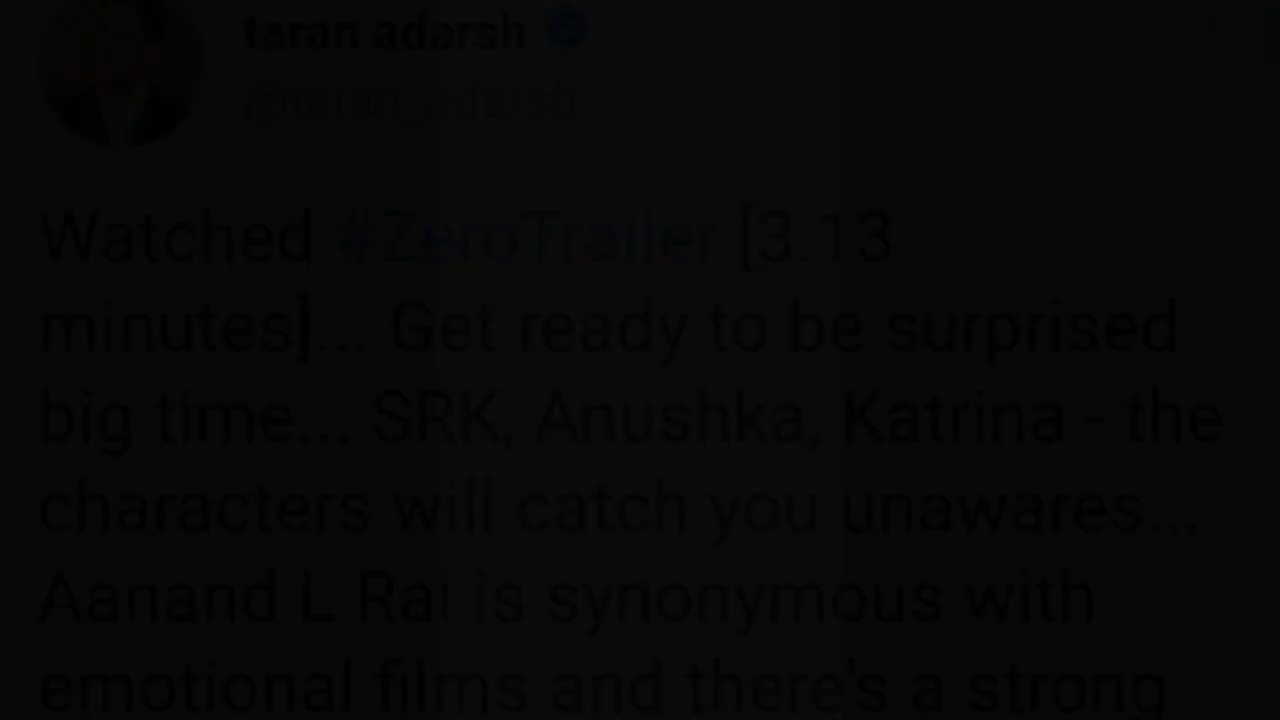 taran adarsh
@taran_adarsh
Watched #ZeroTrailer [3.13
minutes]... Get ready to be surprised
big time... SRK, Anushka, Katrina - the
characters will catch you unawares...
Aanand L Rai is synonymous with
emotional films and there's a strong